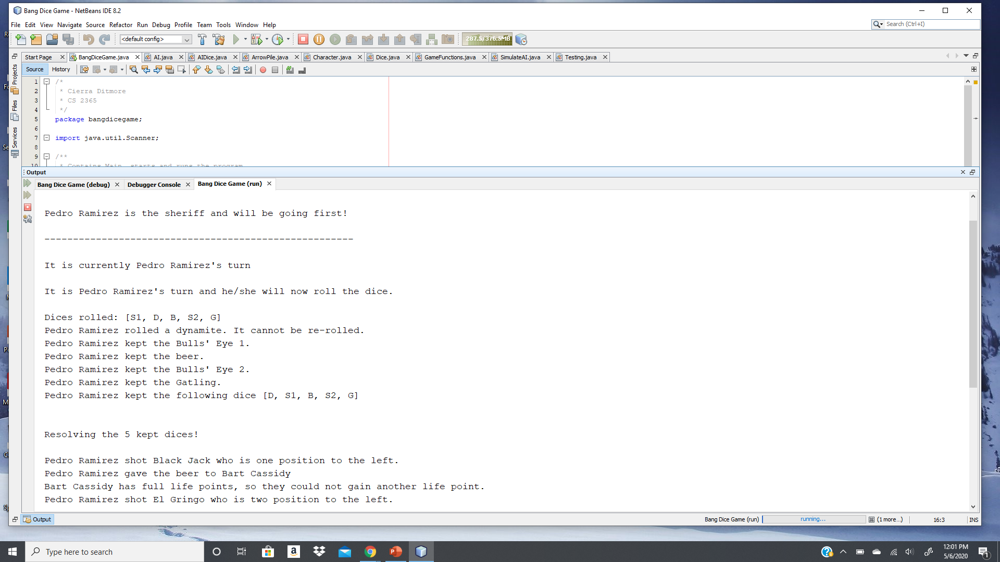 Bang Dice Game - NetBeans IDE 8.2
File Edit View Navigate Source Refactor Run Debug Profile Team Tools Window Help
Search (Ctrl+I)
<default config>
287.5/376.5MB
Start Page BangDiceGame.java AI.java AIDice.java ArrowPile.java Character.java Dice.java GameFunctions.java SimulateAI.java Testing.java
Source History
Projects
Files
Services
1 /*
2 * Cierra Ditmore
3 * CS 2365
4 */
5 package bangdicegame;
6
7 import java.util.Scanner;
8
9 /**
10 * Contains Main, starts and runs the program
Output
Bang Dice Game (debug) Debugger Console Bang Dice Game (run)
Pedro Ramirez is the sheriff and will be going first!
------------------------------------------------------
It is currently Pedro Ramirez's turn
It is Pedro Ramirez's turn and he/she will now roll the dice.
Dices rolled: [S1, D, B, S2, G]
Pedro Ramirez rolled a dynamite. It cannot be re-rolled.
Pedro Ramirez kept the Bulls' Eye 1.
Pedro Ramirez kept the beer.
Pedro Ramirez kept the Bulls' Eye 2.
Pedro Ramirez kept the Gatling.
Pedro Ramirez kept the following dice [D, S1, B, S2, G]
Resolving the 5 kept dices!
Pedro Ramirez shot Black Jack who is one position to the left.
Pedro Ramirez gave the beer to Bart Cassidy
Bart Cassidy has full life points, so they could not gain another life point.
Pedro Ramirez shot El Gringo who is two position to the left.
Output
Bang Dice Game (run) running... (1 more...) 16:3 INS
Type here to search
12:01 PM
5/6/2020
1